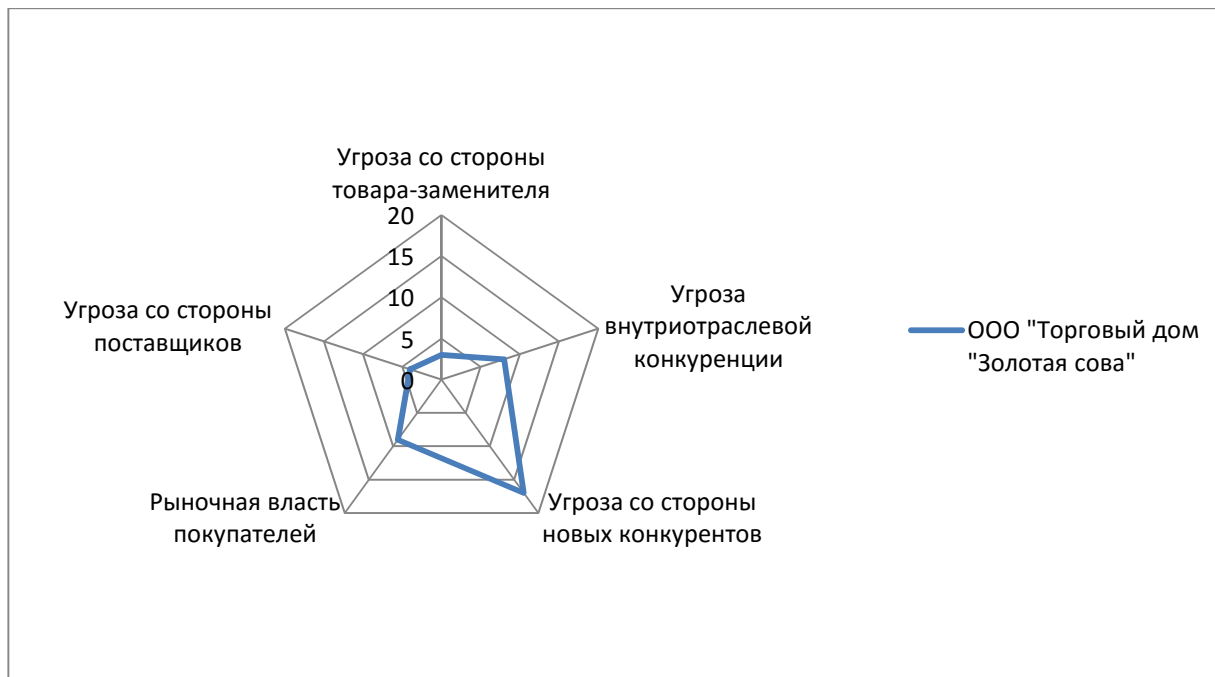 Угроза со стороны
товара-заменителя
20
15
10
5
0
Угроза
внутриотраслевой
конкуренции
Угроза со стороны
новых конкурентов
Рыночная власть
покупателей
Угроза со стороны
поставщиков
ООО "Торговый дом
"Золотая сова"